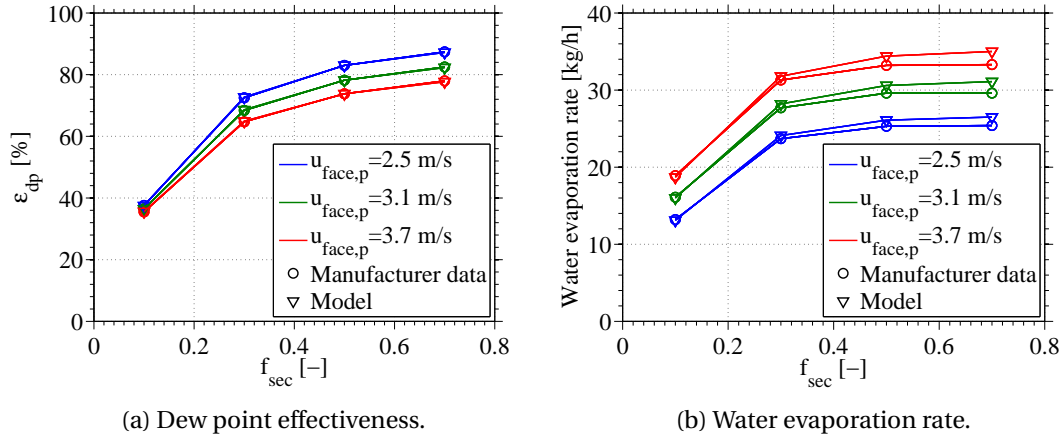 100
80
60
40
20
0
ε_dp [%]
0
0.2
0.4
0.6
0.8
f_sec [−]
u_face,p=2.5 m/s
u_face,p=3.1 m/s
u_face,p=3.7 m/s
Manufacturer data
Model
(a) Dew point effectiveness.
40
30
20
10
0
Water evaporation rate [kg/h]
0
0.2
0.4
0.6
0.8
f_sec [−]
u_face,p=2.5 m/s
u_face,p=3.1 m/s
u_face,p=3.7 m/s
Manufacturer data
Model
(b) Water evaporation rate.